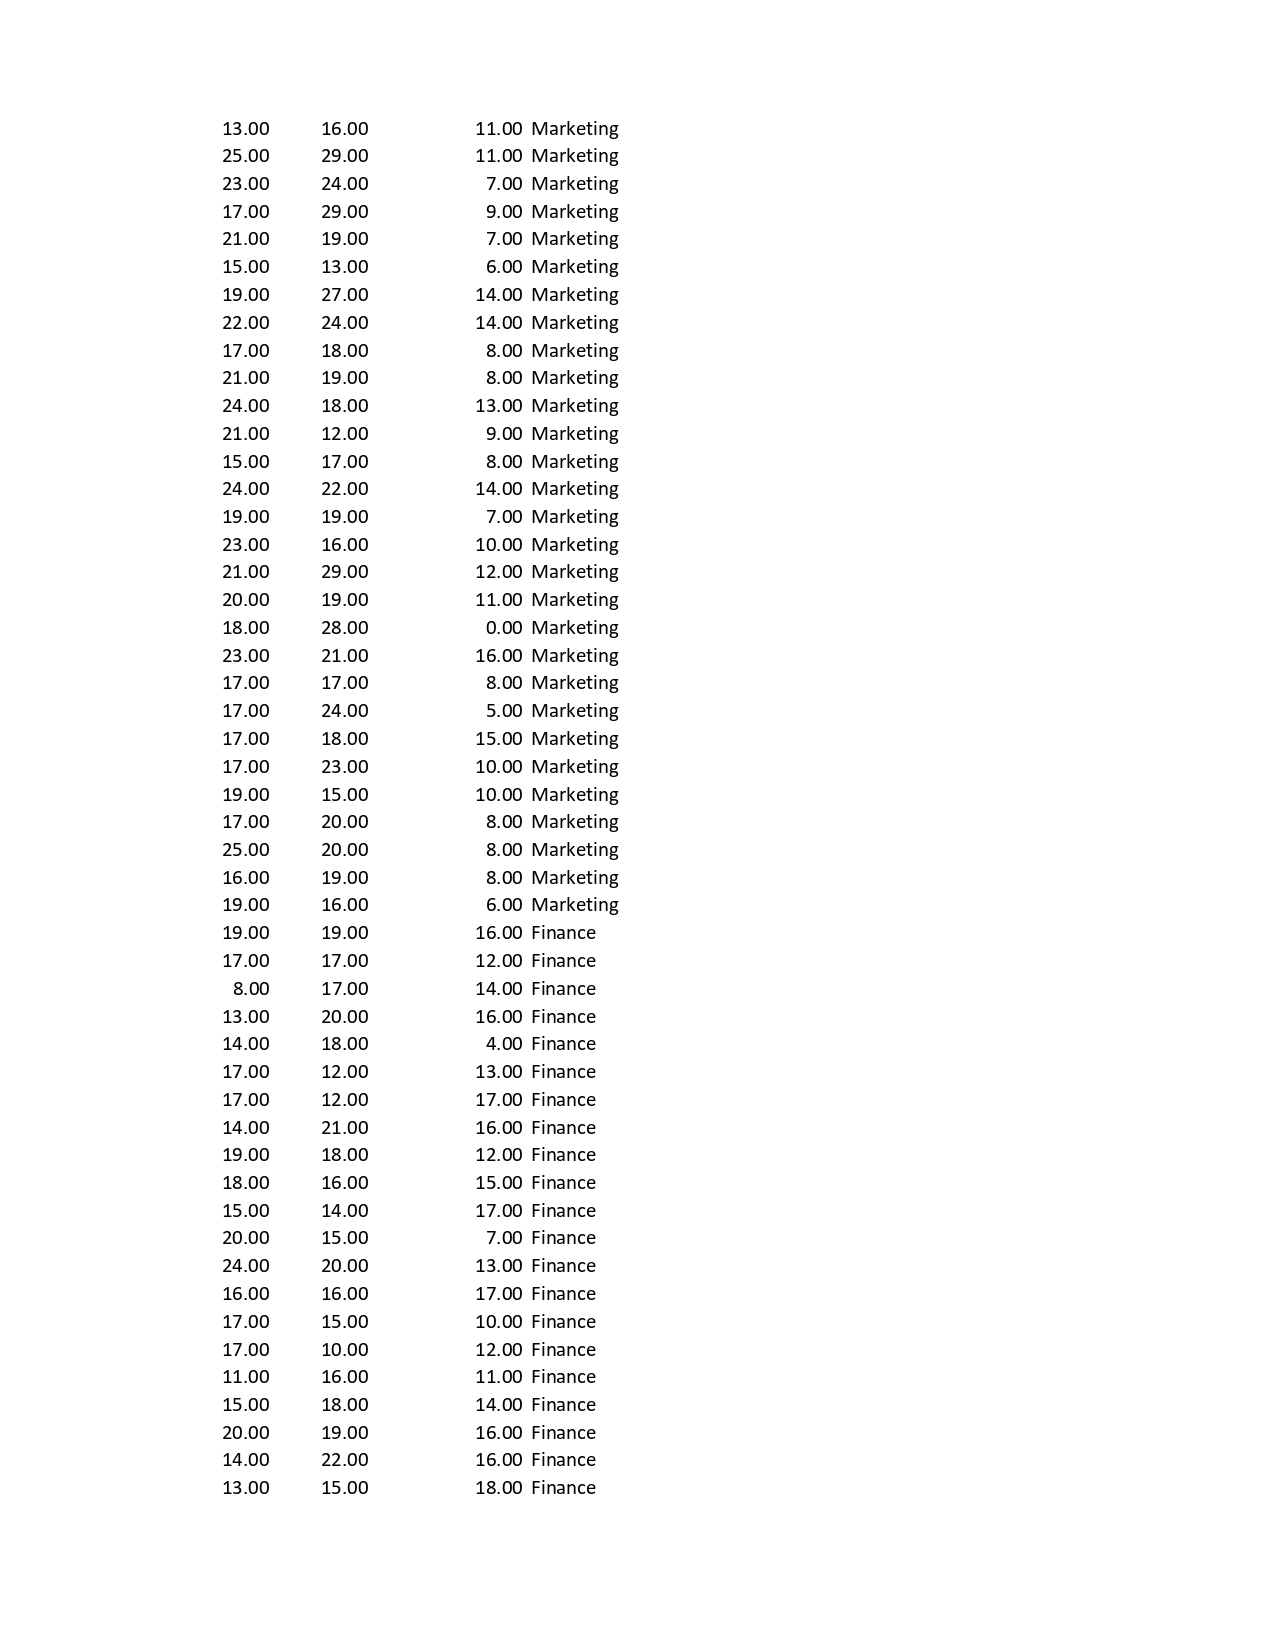 13.00 16.00 11.00 Marketing
25.00 29.00 11.00 Marketing
23.00 24.00 7.00 Marketing
17.00 29.00 9.00 Marketing
21.00 19.00 7.00 Marketing
15.00 13.00 6.00 Marketing
19.00 27.00 14.00 Marketing
22.00 24.00 14.00 Marketing
17.00 18.00 8.00 Marketing
21.00 19.00 8.00 Marketing
24.00 18.00 13.00 Marketing
21.00 12.00 9.00 Marketing
15.00 17.00 8.00 Marketing
24.00 22.00 14.00 Marketing
19.00 19.00 7.00 Marketing
23.00 16.00 10.00 Marketing
21.00 29.00 12.00 Marketing
20.00 19.00 11.00 Marketing
18.00 28.00 0.00 Marketing
23.00 21.00 16.00 Marketing
17.00 17.00 8.00 Marketing
17.00 24.00 5.00 Marketing
17.00 18.00 15.00 Marketing
17.00 23.00 10.00 Marketing
19.00 15.00 10.00 Marketing
17.00 20.00 8.00 Marketing
25.00 20.00 8.00 Marketing
16.00 19.00 8.00 Marketing
19.00 16.00 6.00 Marketing
19.00 19.00 16.00 Finance
17.00 17.00 12.00 Finance
8.00 17.00 14.00 Finance
13.00 20.00 16.00 Finance
14.00 18.00 4.00 Finance
17.00 12.00 13.00 Finance
17.00 12.00 17.00 Finance
14.00 21.00 16.00 Finance
19.00 18.00 12.00 Finance
18.00 16.00 15.00 Finance
15.00 14.00 17.00 Finance
20.00 15.00 7.00 Finance
24.00 20.00 13.00 Finance
16.00 16.00 17.00 Finance
17.00 15.00 10.00 Finance
17.00 10.00 12.00 Finance
11.00 16.00 11.00 Finance
15.00 18.00 14.00 Finance
20.00 19.00 16.00 Finance
14.00 22.00 16.00 Finance
13.00 15.00 18.00 Finance